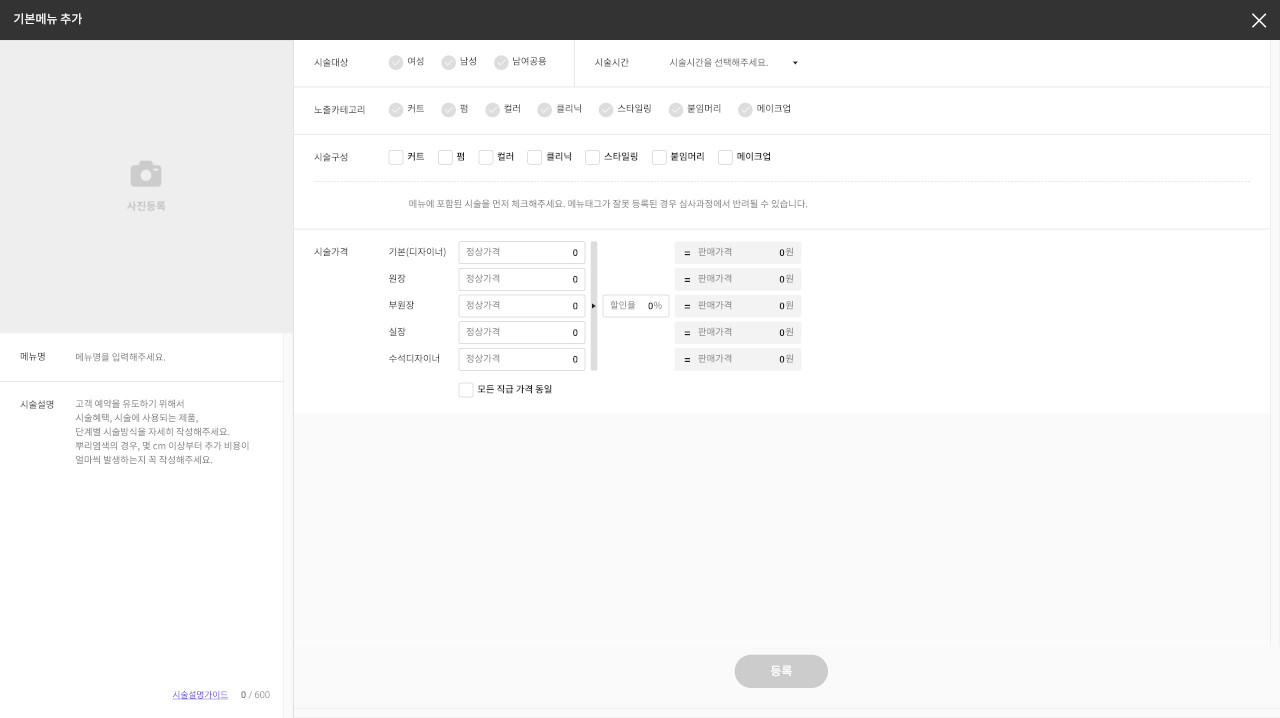 기본메뉴 추가
사진등록
메뉴명 메뉴명을 입력해주세요.
시술설명 고객 예약을 유도하기 위해서
시술혜택, 시술에 사용되는 제품,
단계별 시술방식을 자세히 작성해주세요.
뿌리염색의 경우, 몇 cm 이상부터 추가 비용이
얼마씩 발생하는지 꼭 작성해주세요.
시술설명가이드 0 / 600
시술대상 여성 남성 남여공용 시술시간 시술시간을 선택해주세요.
노출카테고리 커트 펌 컬러 클리닉 스타일링 붙임머리 메이크업
시술구성 커트 펌 컬러 클리닉 스타일링 붙임머리 메이크업
메뉴에 포함된 시술을 먼저 체크해주세요. 메뉴태그가 잘못 등록된 경우 심사과정에서 반려될 수 있습니다.
시술가격 기본(디자이너) 정상가격 0 = 판매가격 0원
원장 정상가격 0 = 판매가격 0원
부원장 정상가격 0 할인율 0% = 판매가격 0원
실장 정상가격 0 = 판매가격 0원
수석디자이너 정상가격 0 = 판매가격 0원
모든 직급 가격 동일
등록